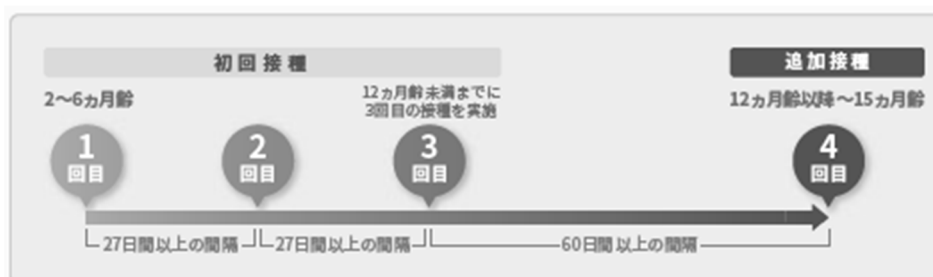 初回接種
追加接種
2～6ヵ月齢
12ヵ月齢未満までに
3回目の接種を実施
12ヵ月齢以降～15ヵ月齢
1
回目
2
回目
3
回目
4
回目
27日間以上の間隔
27日間以上の間隔
60日間以上の間隔